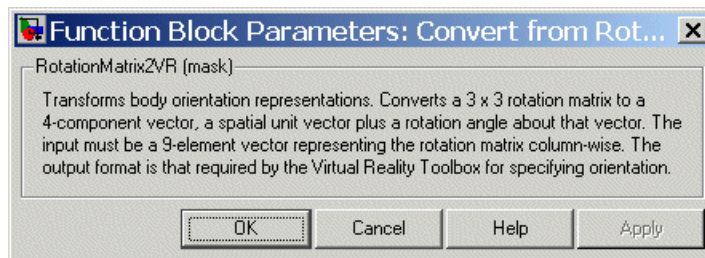 Function Block Parameters: Convert from Rot...
RotationMatrix2VR (mask)
Transforms body orientation representations. Converts a 3 x 3 rotation matrix to a
4-component vector, a spatial unit vector plus a rotation angle about that vector. The
input must be a 9-element vector representing the rotation matrix column-wise. The
output format is that required by the Virtual Reality Toolbox for specifying orientation.
OK Cancel Help Apply